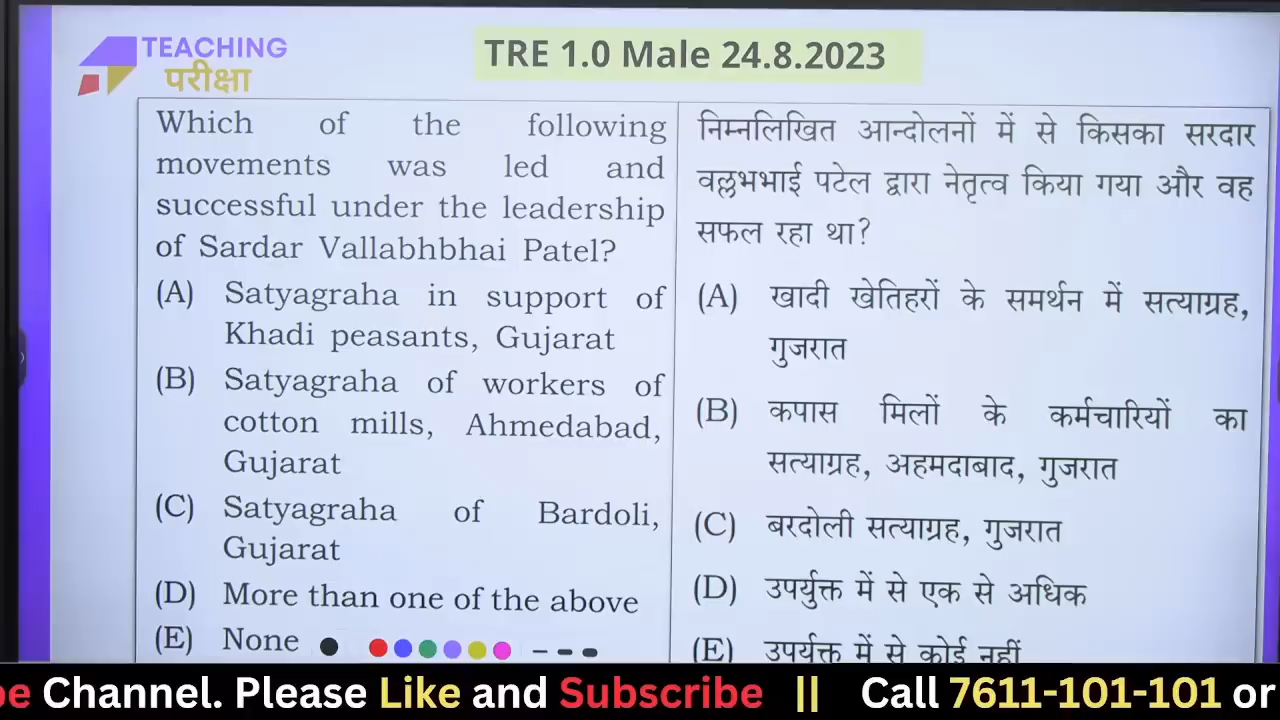 TEACHING
परीक्षा
TRE 1.0 Male 24.8.2023
Which of the following
movements was led and
successful under the leadership
of Sardar Vallabhbhai Patel?
(A) Satyagraha in support of
Khadi peasants, Gujarat
(B) Satyagraha of workers of
cotton mills, Ahmedabad,
Gujarat
(C) Satyagraha of Bardoli,
Gujarat
(D) More than one of the above
(E) None
निम्नलिखित आन्दोलनों में से किसका सरदार
वल्लभभाई पटेल द्वारा नेतृत्व किया गया और वह
सफल रहा था?
(A) खादी खेतिहरों के समर्थन में सत्याग्रह,
गुजरात
(B) कपास मिलों के कर्मचारियों का
सत्याग्रह, अहमदाबाद, गुजरात
(C) बरदोली सत्याग्रह, गुजरात
(D) उपर्युक्त में से एक से अधिक
(E) उपर्युक्त में से कोई नहीं
Channel. Please Like and Subscribe || Call 7611-101-101 or